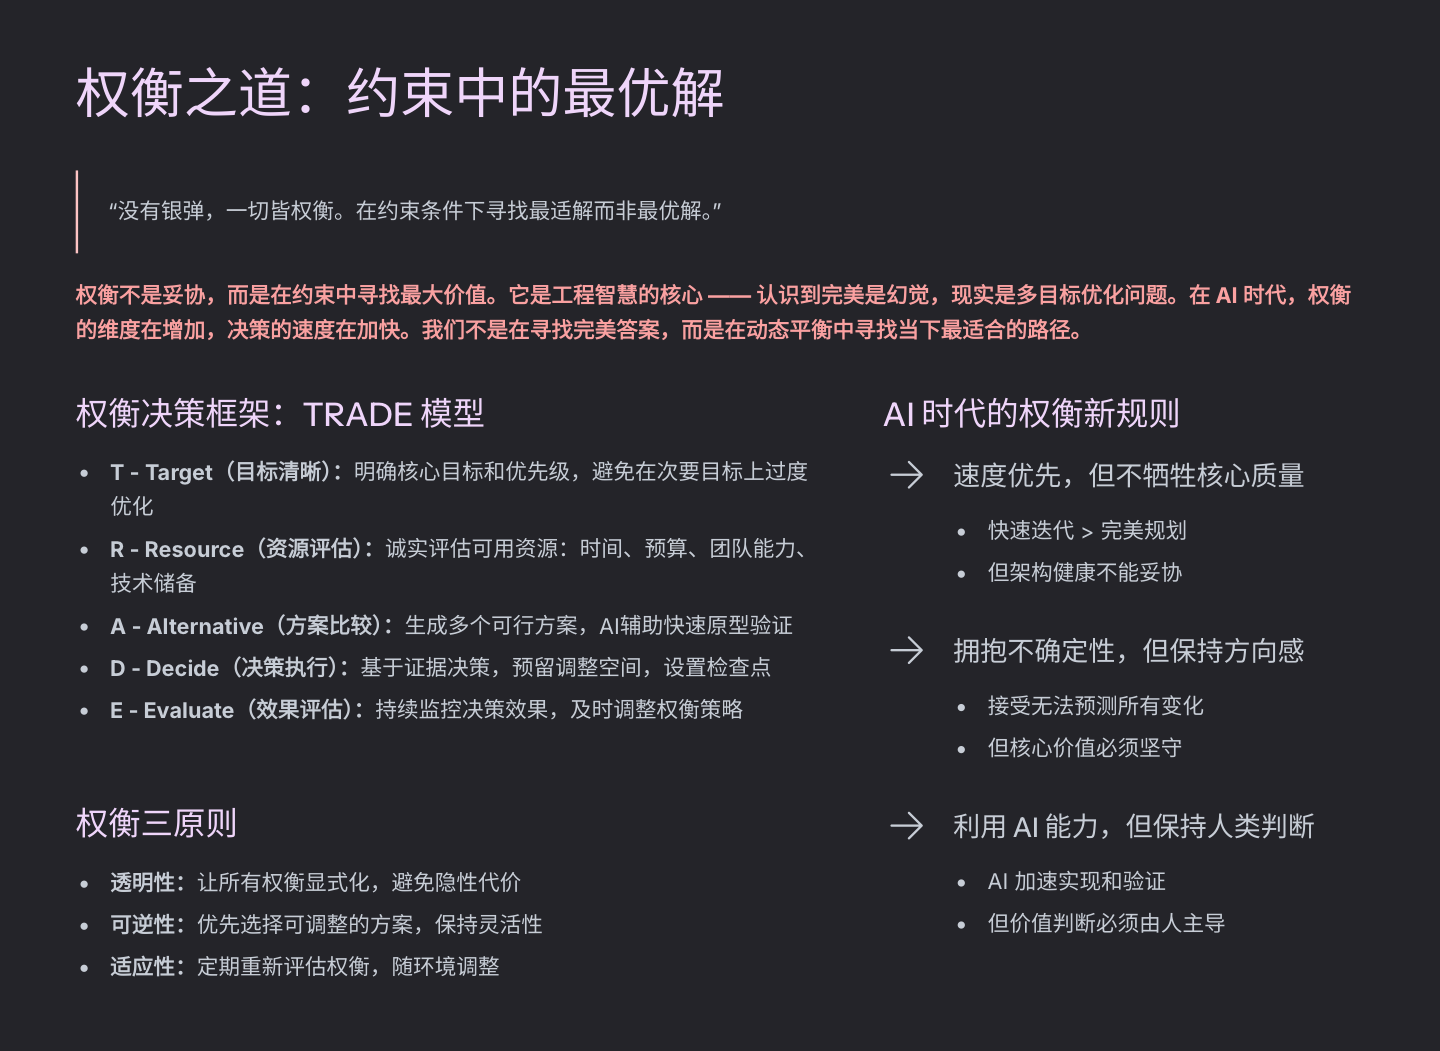 权衡之道：约束中的最优解
“没有银弹，一切皆权衡。在约束条件下寻找最适解而非最优解。”
权衡不是妥协，而是在约束中寻找最大价值。它是工程智慧的核心 —— 认识到完美是幻觉，现实是多目标优化问题。在 AI 时代，权衡
的维度在增加，决策的速度在加快。我们不是在寻找完美答案，而是在动态平衡中寻找当下最适合的路径。
权衡决策框架：TRADE 模型
• T - Target（目标清晰）：明确核心目标和优先级，避免在次要目标上过度
优化
• R - Resource（资源评估）：诚实评估可用资源：时间、预算、团队能力、
技术储备
• A - Alternative（方案比较）：生成多个可行方案，AI辅助快速原型验证
• D - Decide（决策执行）：基于证据决策，预留调整空间，设置检查点
• E - Evaluate（效果评估）：持续监控决策效果，及时调整权衡策略
权衡三原则
• 透明性：让所有权衡显式化，避免隐性代价
• 可逆性：优先选择可调整的方案，保持灵活性
• 适应性：定期重新评估权衡，随环境调整
AI 时代的权衡新规则
→ 速度优先，但不牺牲核心质量
• 快速迭代 > 完美规划
• 但架构健康不能妥协
→ 拥抱不确定性，但保持方向感
• 接受无法预测所有变化
• 但核心价值必须坚守
→ 利用 AI 能力，但保持人类判断
• AI 加速实现和验证
• 但价值判断必须由人主导